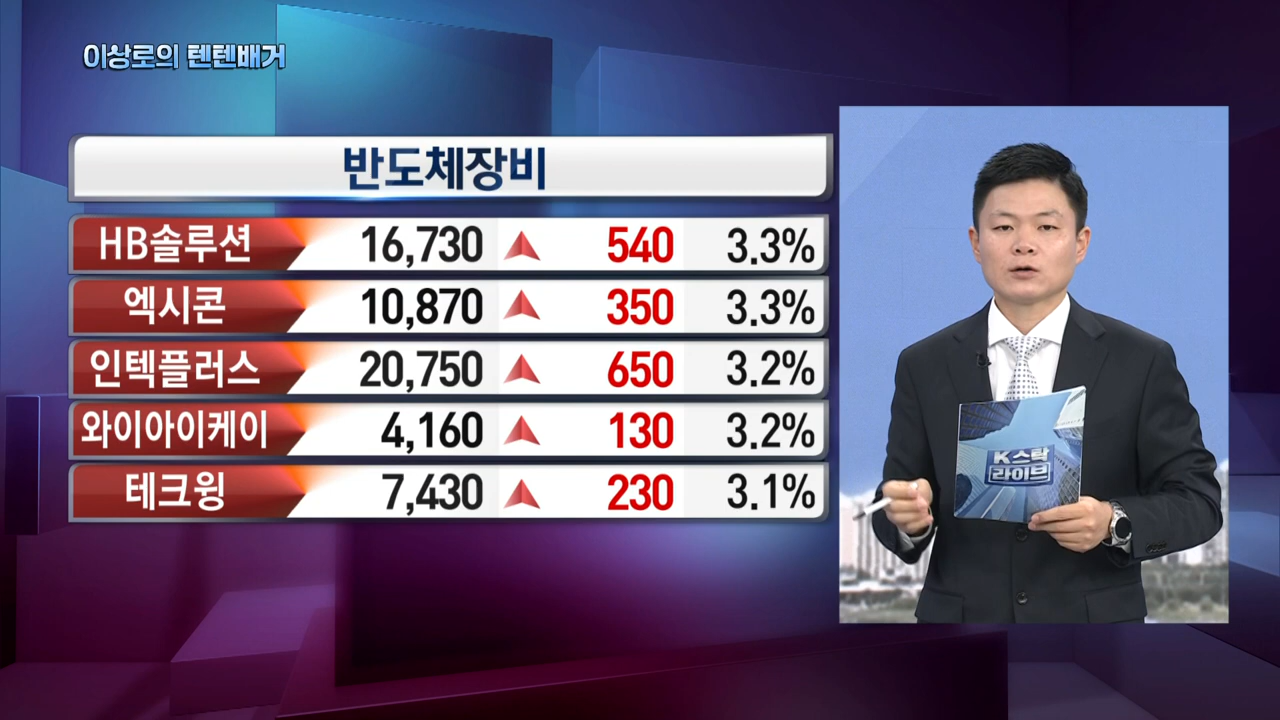 이상로의 텐텐배거
반도체장비
HB솔루션 16,730 ▲ 540 3.3%
엑시콘 10,870 ▲ 350 3.3%
인텍플러스 20,750 ▲ 650 3.2%
와이아이케이 4,160 ▲ 130 3.2%
테크윙 7,430 ▲ 230 3.1%
K스탁
라이브